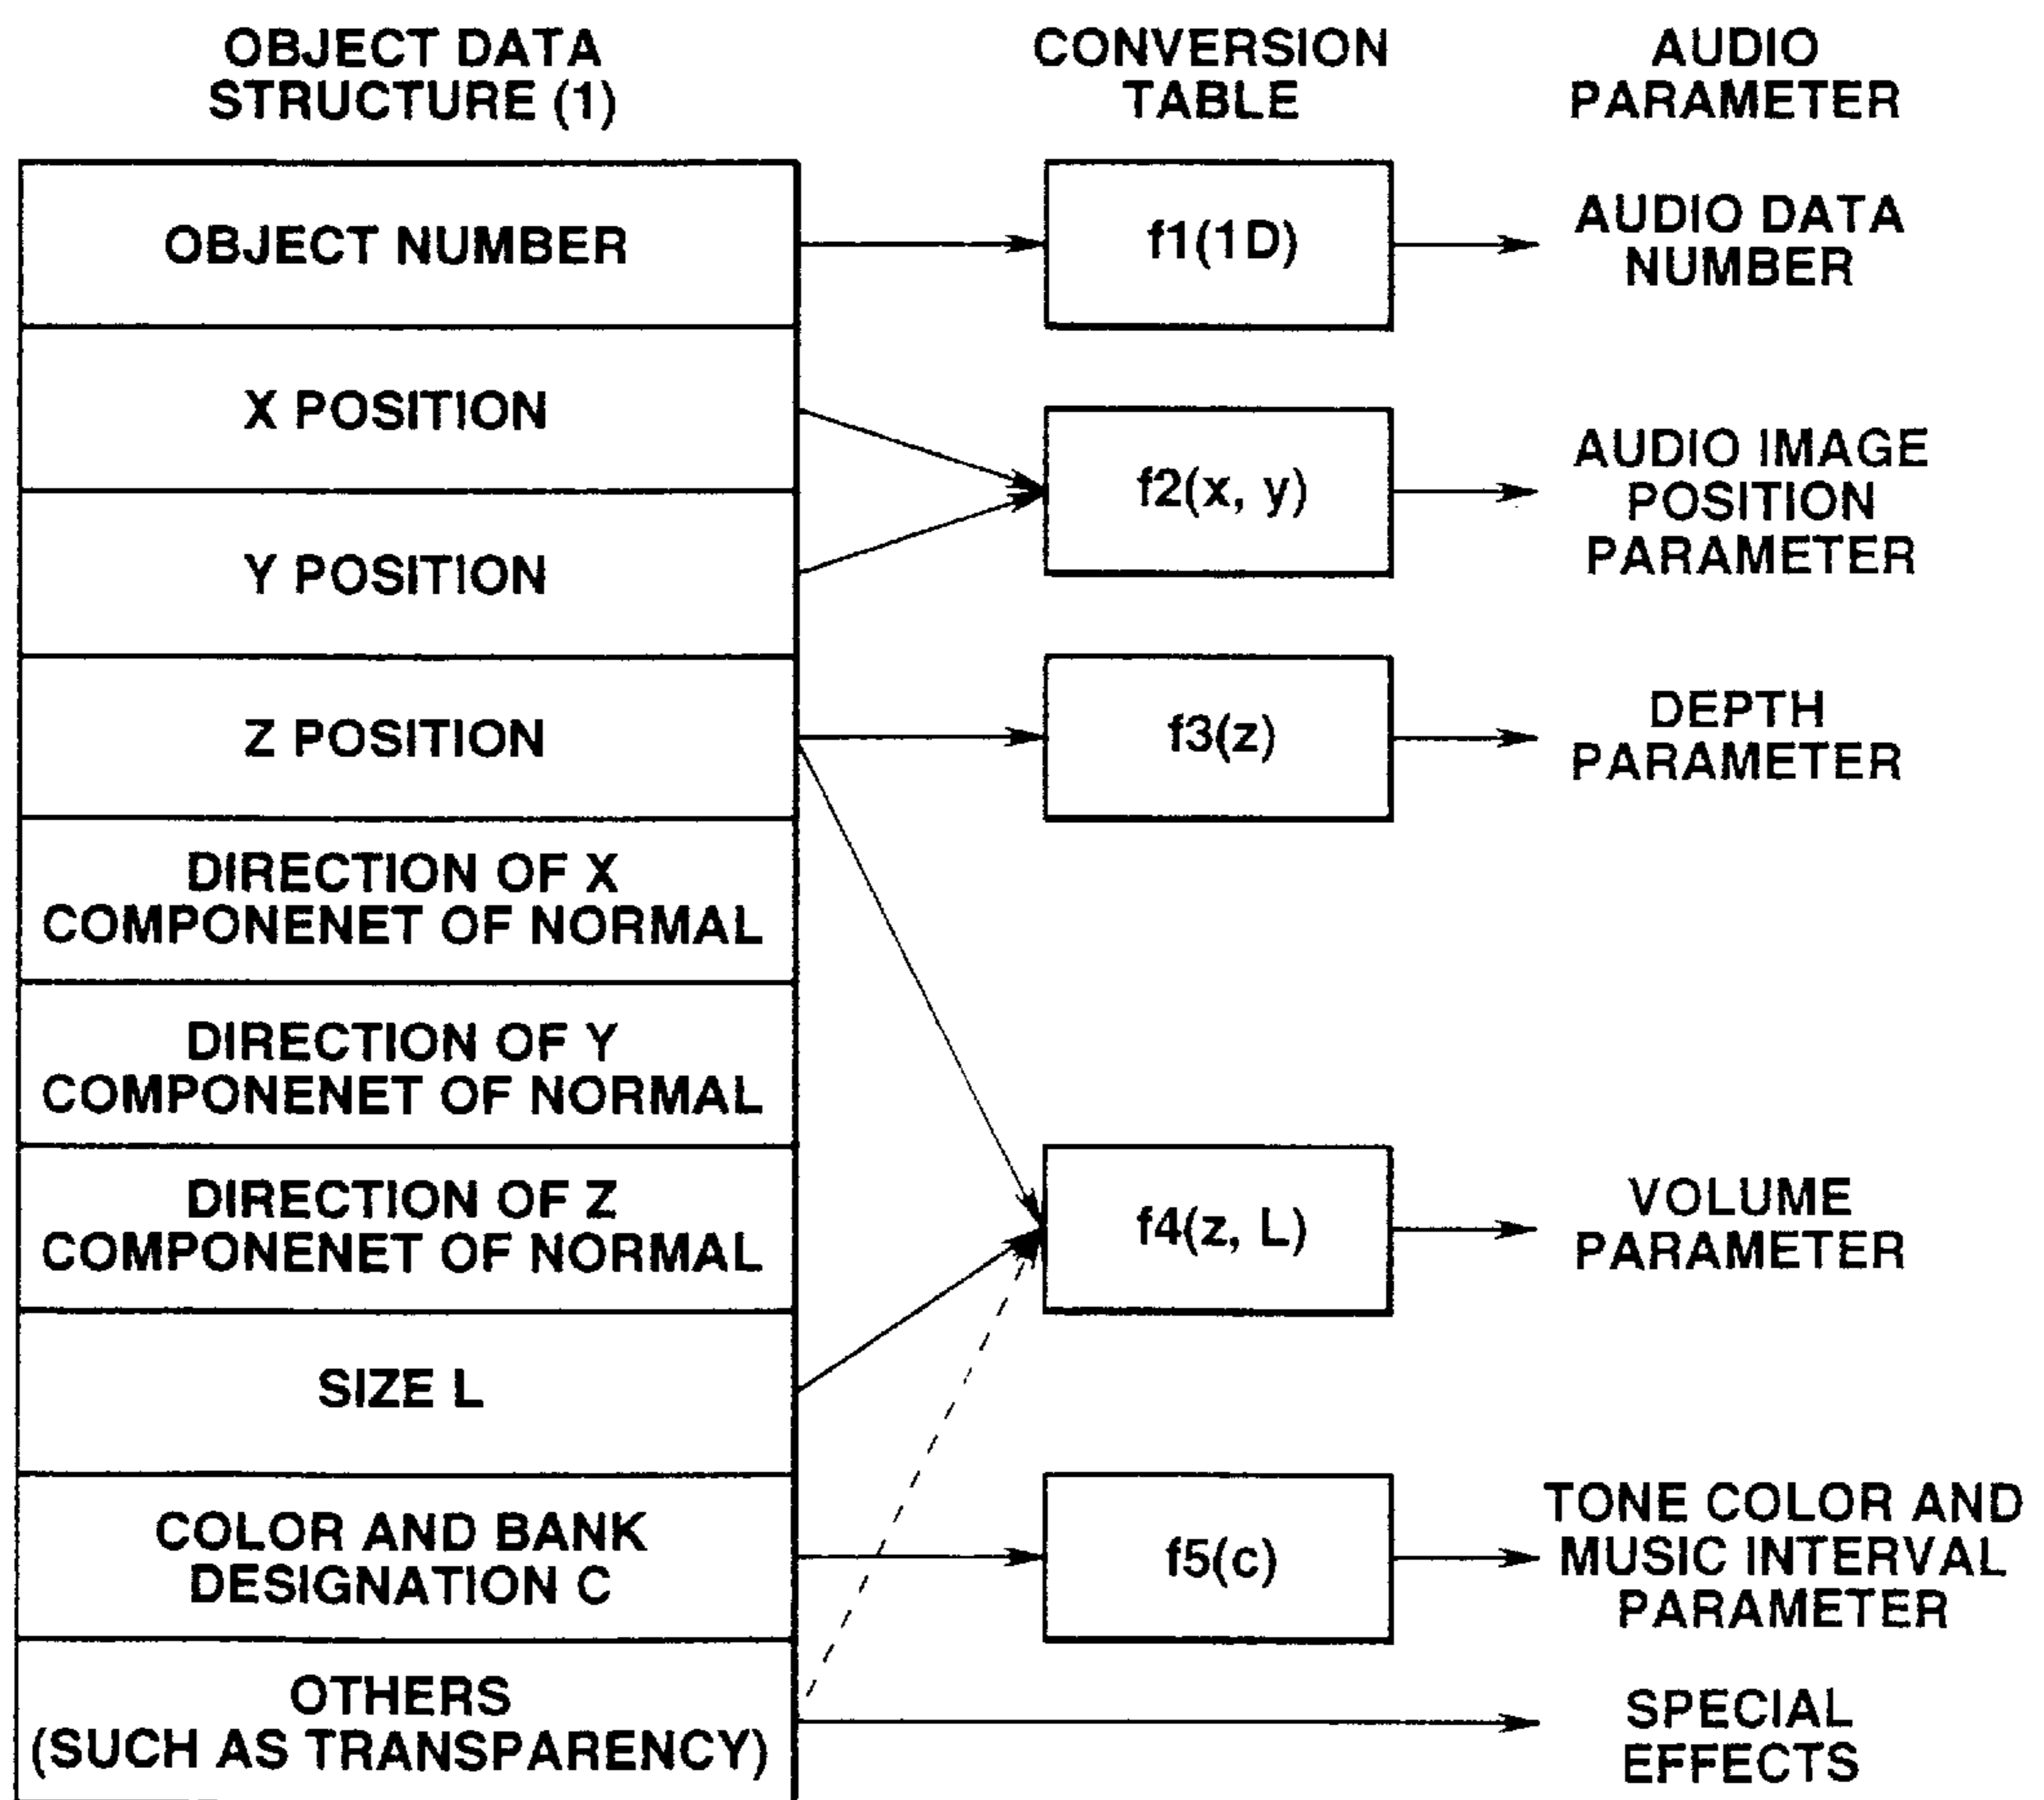 OBJECT DATA
STRUCTURE (1)
CONVERSION
TABLE
AUDIO
PARAMETER
OBJECT NUMBER
f1(1D)
AUDIO DATA
NUMBER
X POSITION
Y POSITION
f2(x, y)
AUDIO IMAGE
POSITION
PARAMETER
Z POSITION
f3(z)
DEPTH
PARAMETER
DIRECTION OF X
COMPONENET OF NORMAL
DIRECTION OF Y
COMPONENET OF NORMAL
DIRECTION OF Z
COMPONENET OF NORMAL
f4(z, L)
VOLUME
PARAMETER
SIZE L
COLOR AND BANK
DESIGNATION C
f5(c)
TONE COLOR AND
MUSIC INTERVAL
PARAMETER
OTHERS
(SUCH AS TRANSPARENCY)
SPECIAL
EFFECTS